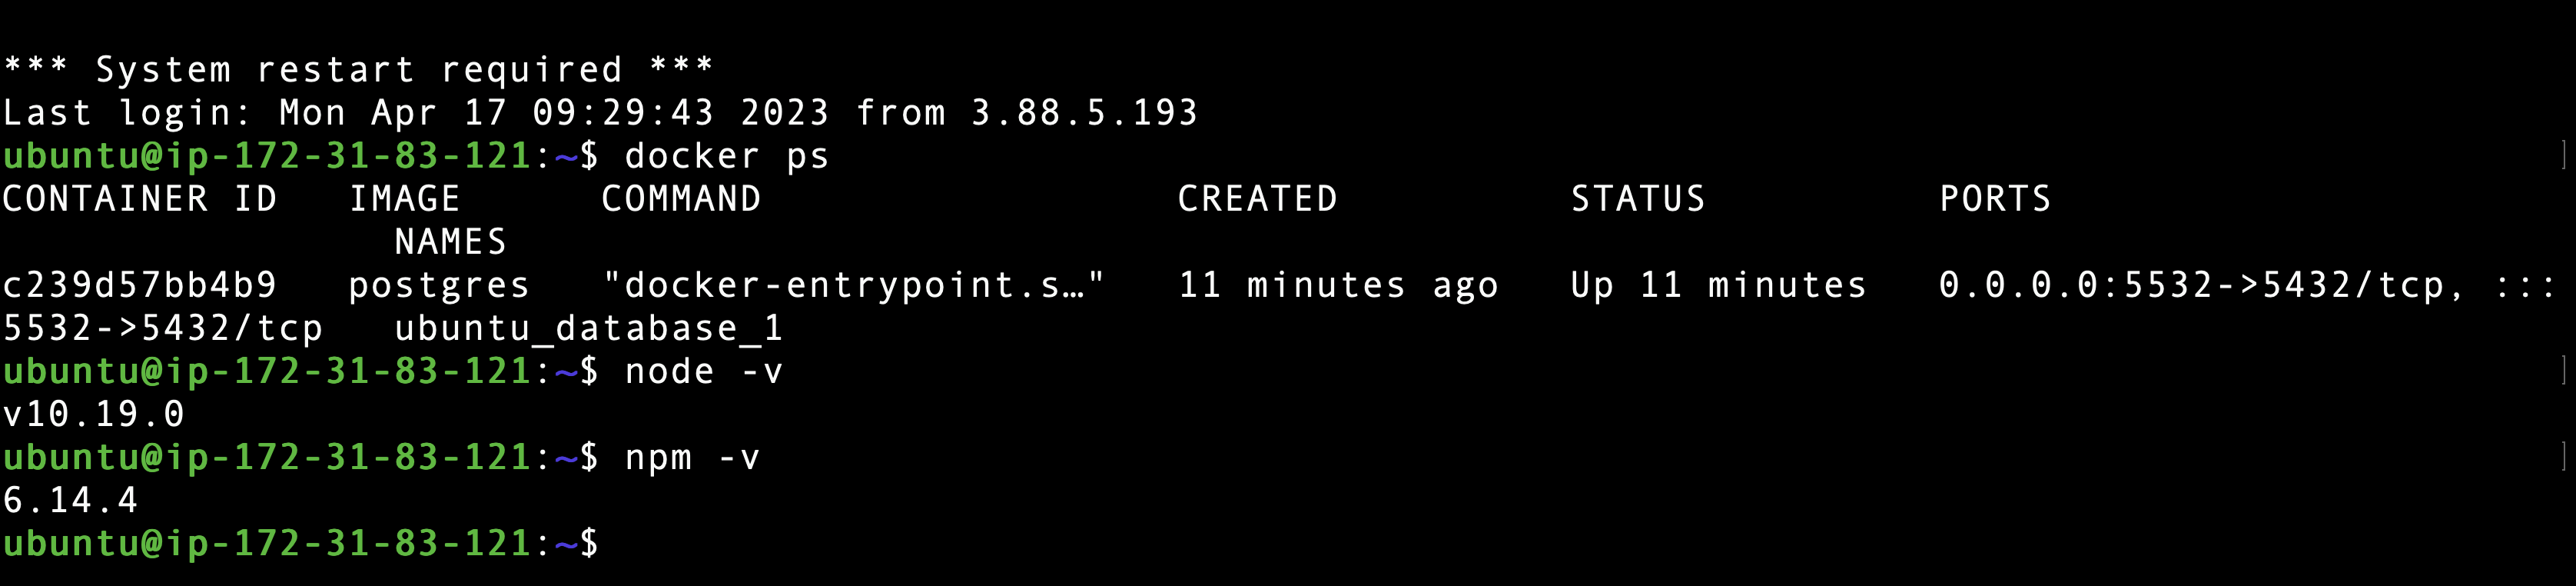 *** System restart required ***
Last login: Mon Apr 17 09:29:43 2023 from 3.88.5.193
ubuntu@ip-172-31-83-121:~$ docker ps
CONTAINER ID   IMAGE      COMMAND                  CREATED          STATUS          PORTS
                 NAMES
c239d57bb4b9   postgres   "docker-entrypoint.s…"   11 minutes ago   Up 11 minutes   0.0.0.0:5532->5432/tcp, :::
5532->5432/tcp   ubuntu_database_1
ubuntu@ip-172-31-83-121:~$ node -v
v10.19.0
ubuntu@ip-172-31-83-121:~$ npm -v
6.14.4
ubuntu@ip-172-31-83-121:~$